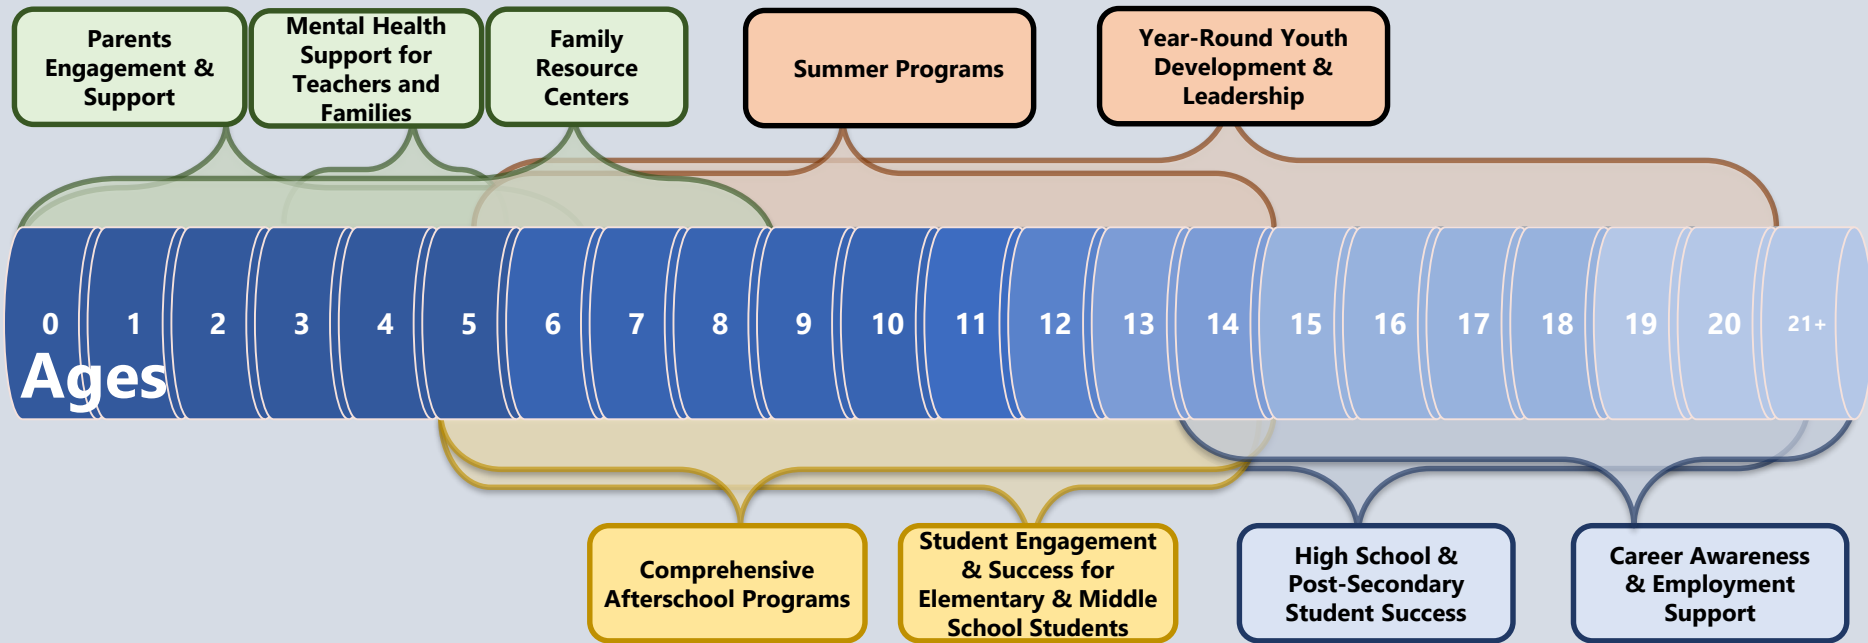 Parents
Engagement &
Support
Mental Health
Support for
Teachers and
Families
Family
Resource
Centers
Summer Programs
Year-Round Youth
Development &
Leadership
0 1 2 3 4 5 6 7 8 9 10 11 12 13 14 15 16 17 18 19 20 21+
Ages
Comprehensive
Afterschool Programs
Student Engagement
& Success for
Elementary & Middle
School Students
High School &
Post-Secondary
Student Success
Career Awareness
& Employment
Support